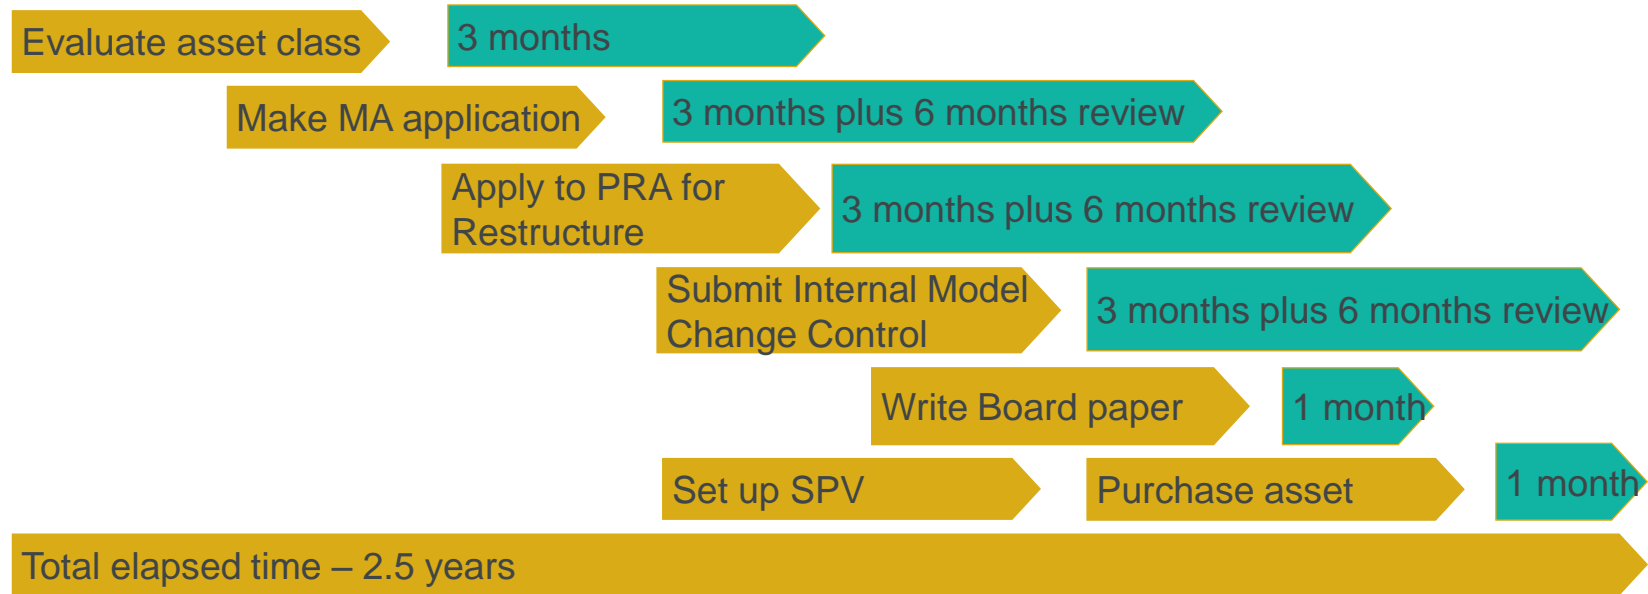 Evaluate asset class
3 months
Make MA application
3 months plus 6 months review
Apply to PRA for
Restructure
3 months plus 6 months review
Submit Internal Model
Change Control
3 months plus 6 months review
Write Board paper
1 month
Set up SPV
Purchase asset
1 month
Total elapsed time – 2.5 years